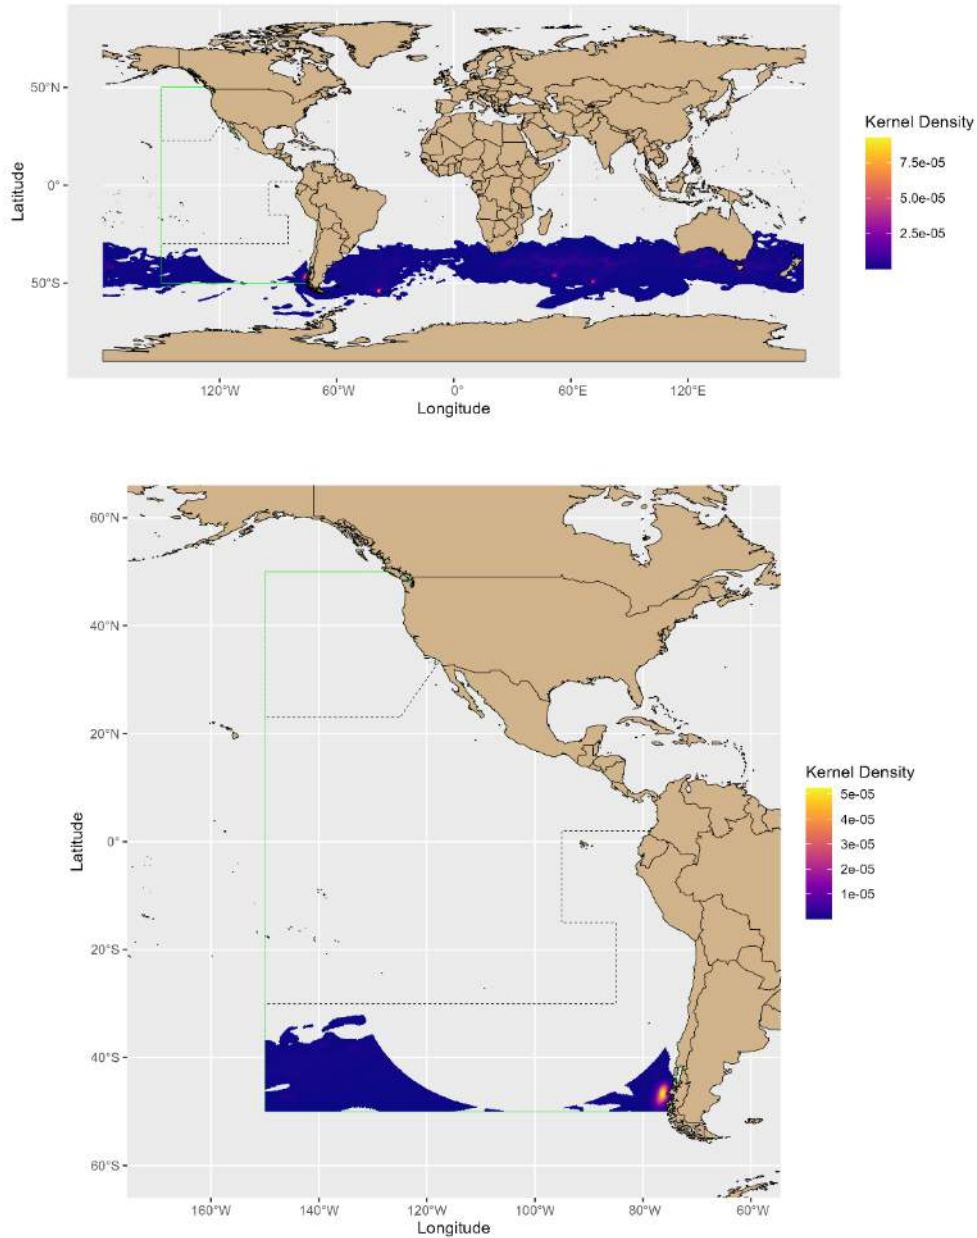 50°N
0°
50°S
Latitude
120°W 60°W 0° 60°E 120°E
Longitude
Kernel Density
7.5e-05
5.0e-05
2.5e-05
60°N
40°N
20°N
0°
20°S
40°S
60°S
Latitude
160°W 140°W 120°W 100°W 80°W 60°W
Longitude
Kernel Density
5e-05
4e-05
3e-05
2e-05
1e-05